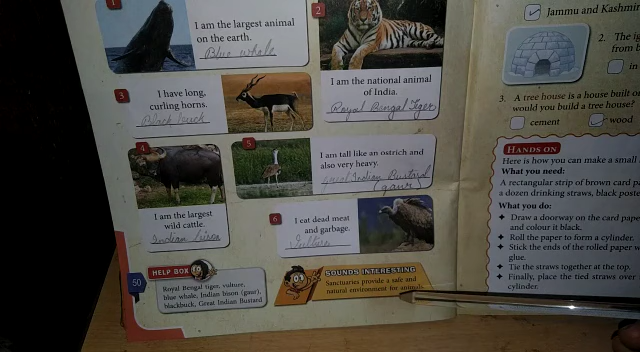 1
I am the largest animal
on the earth.
Blue whale
2
I am the national animal
of India.
Royal Bengal Tiger
3
I have long,
curling horns.
Black buck
4
I am the largest
wild cattle.
Indian bison
5
I am tall like an ostrich and
also very heavy.
Great Indian Bustard
(gaur)
6
I eat dead meat
and garbage.
Vulture
HELP BOX
Royal Bengal tiger, vulture,
blue whale, Indian bison (gaur),
blackbuck, Great Indian Bustard
50
SOUNDS INTERESTING
Sanctuaries provide a safe and
natural environment for animals.
Jammu and Kashmir
2. The
in
3. A tree house is a house built
would you build a tree house?
cement
wood
HANDS ON
Here is how you can make a small
What you need:
A rectangular strip of brown card
a dozen drinking straws, black
What you do:
Draw a doorway on the card
and colour it black.
Roll the paper to form a cylinder.
Stick the ends of the rolled paper
glue.
Tie the straws together at the top.
Finally, place the tied straws over
cylinder.